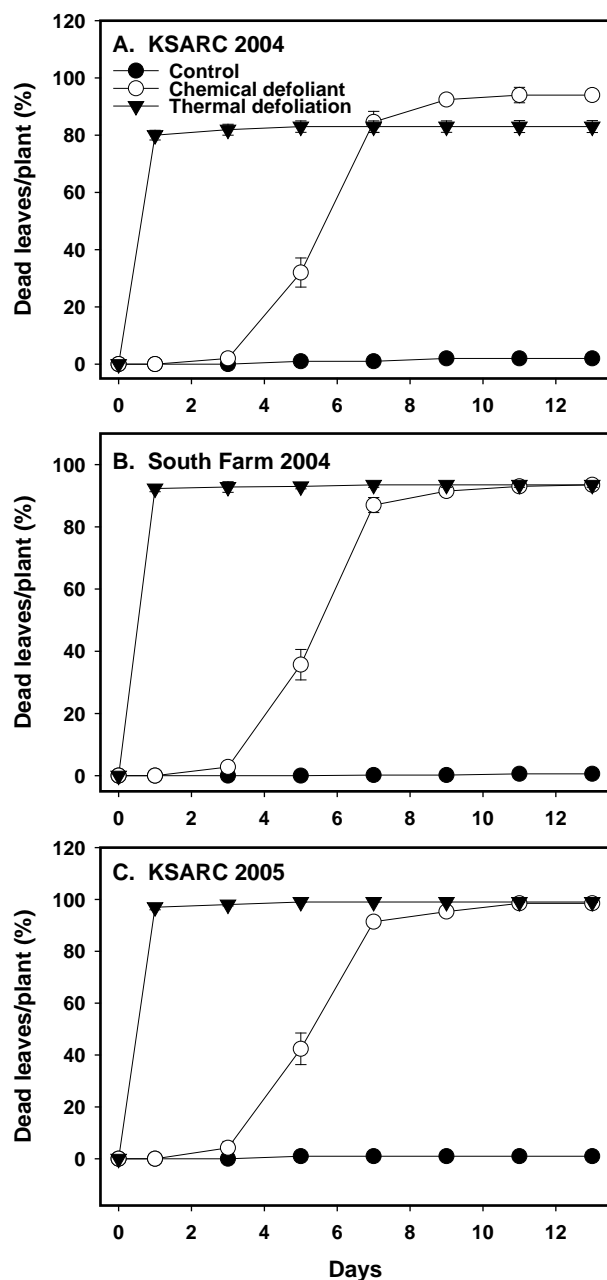 120
A. KSARC 2004
Control
Chemical defoliant
Thermal defoliation
100
80
60
40
20
0
Dead leaves/plant (%)
0 2 4 6 8 10 12
B. South Farm 2004
100
80
60
40
20
0
Dead leaves/plant (%)
0 2 4 6 8 10 12
120
C. KSARC 2005
100
80
60
40
20
0
Dead leaves/plant (%)
0 2 4 6 8 10 12
Days